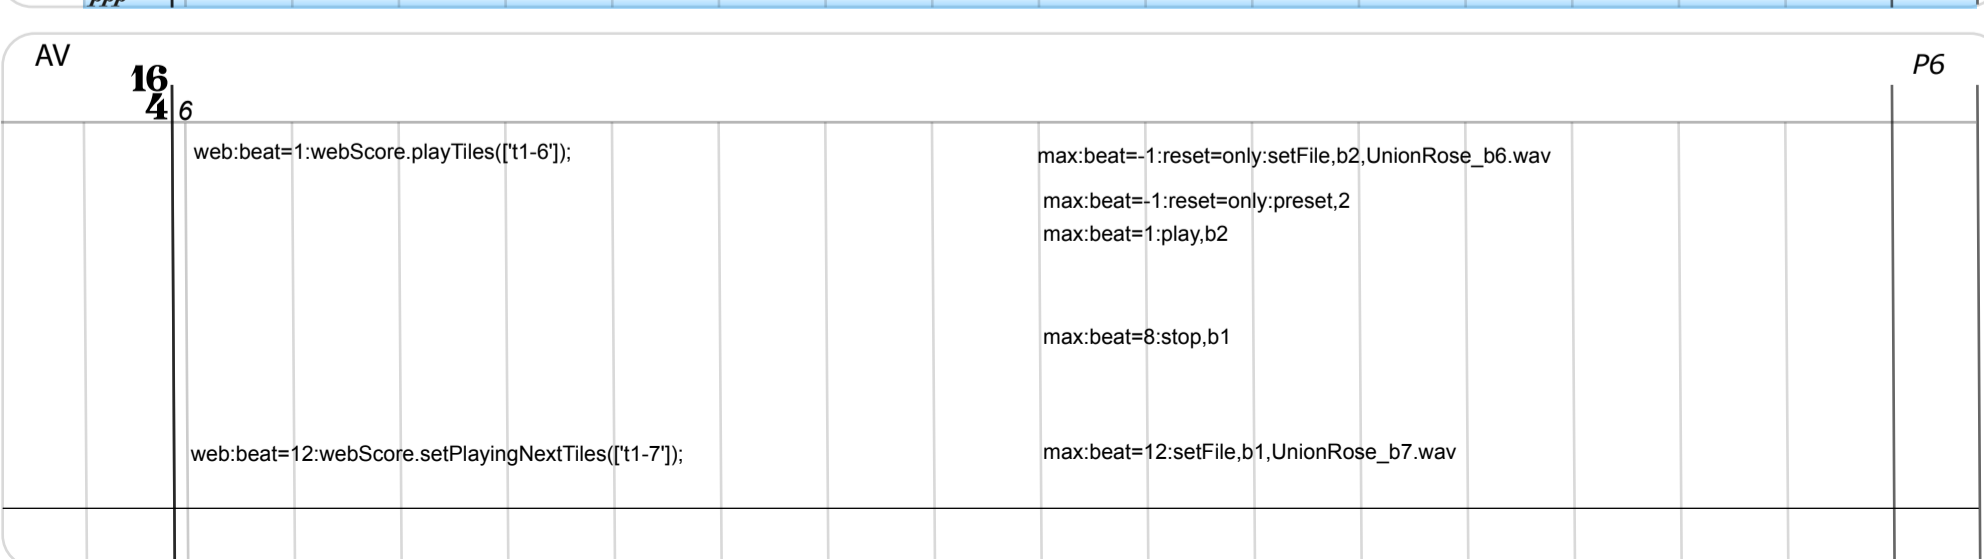 ppp
AV
P6
16
4
6
web:beat=1:webScore.playTiles(['t1-6']);
max:beat=-1:reset=only:setFile,b2,UnionRose_b6.wav
max:beat=-1:reset=only:preset,2
max:beat=1:play,b2
max:beat=8:stop,b1
web:beat=12:webScore.setPlayingNextTiles(['t1-7']);
max:beat=12:setFile,b1,UnionRose_b7.wav